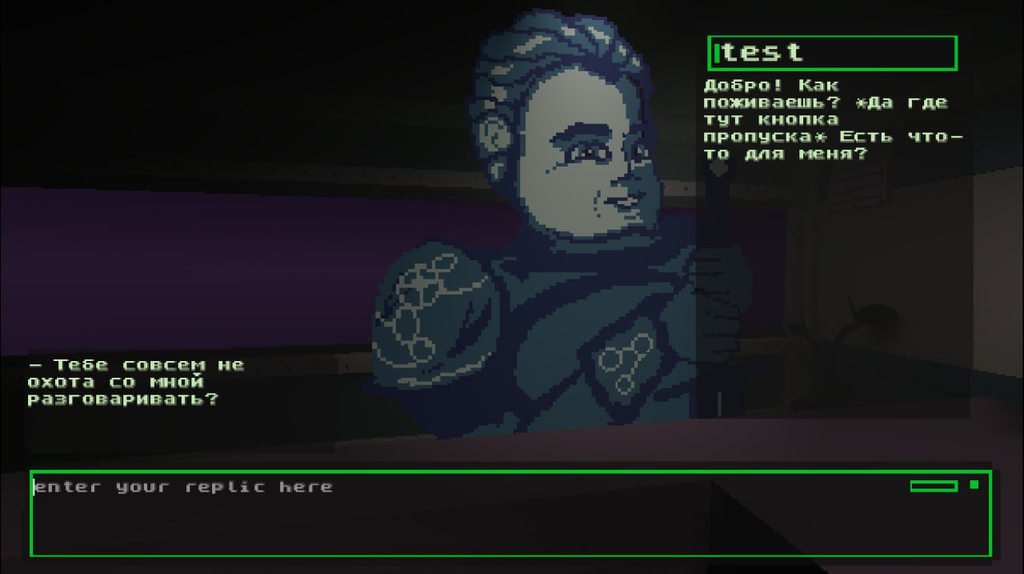 test
Добро! Как
поживаешь? *Да где
тут кнопка
пропуска* Есть что-
то для меня?
– Тебе совсем не
охота со мной
разговаривать?
enter your replic here